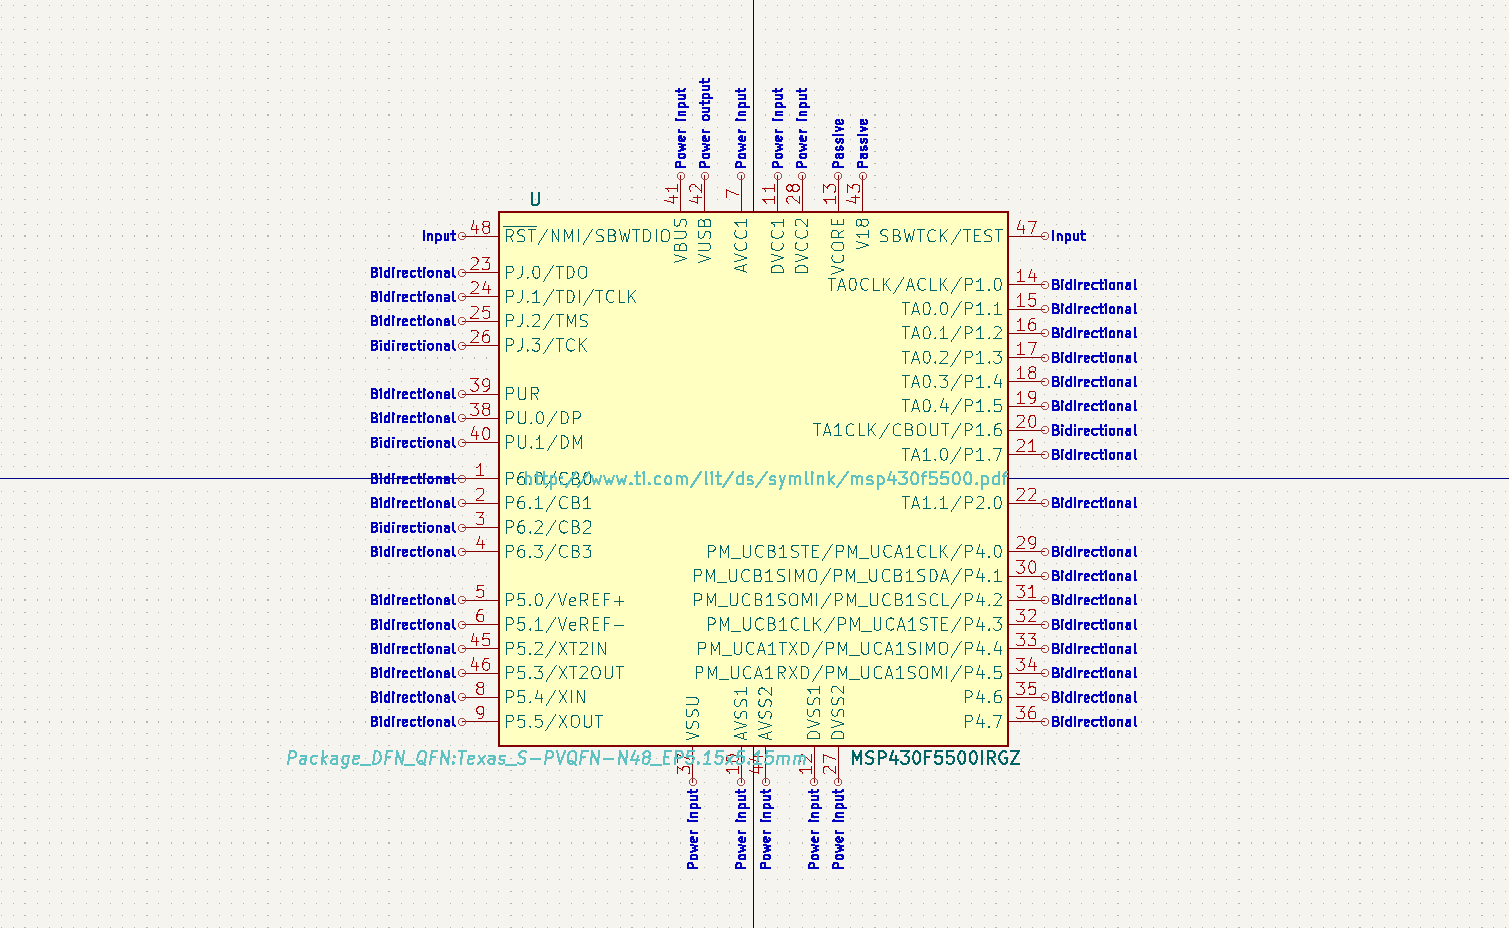 Power input
Power output
Power input
Power input
Power input
Passive
Passive
41
42
7
11
28
13
43
U
VBUS
VUSB
AVCC1
DVCC1
DVCC2
VCORE
V18
Input 48 RST/NMI/SBWTDIO
SBWTCK/TEST 47 Input
Bidirectional 23 PJ.0/TDO
TA0CLK/ACLK/P1.0 14 Bidirectional
Bidirectional 24 PJ.1/TDI/TCLK
TA0.0/P1.1 15 Bidirectional
Bidirectional 25 PJ.2/TMS
TA0.1/P1.2 16 Bidirectional
Bidirectional 26 PJ.3/TCK
TA0.2/P1.3 17 Bidirectional
TA0.3/P1.4 18 Bidirectional
Bidirectional 39 PUR
TA0.4/P1.5 19 Bidirectional
Bidirectional 38 PU.0/DP
TA1CLK/CBOUT/P1.6 20 Bidirectional
Bidirectional 40 PU.1/DM
TA1.0/P1.7 21 Bidirectional
Bidirectional 1 P6.0/CB0
http://www.ti.com/lit/ds/symlink/msp430f5500.pdf
Bidirectional 2 P6.1/CB1
TA1.1/P2.0 22 Bidirectional
Bidirectional 3 P6.2/CB2
Bidirectional 4 P6.3/CB3
PM_UCB1STE/PM_UCA1CLK/P4.0 29 Bidirectional
PM_UCB1SIMO/PM_UCB1SDA/P4.1 30 Bidirectional
Bidirectional 5 P5.0/VeREF+
PM_UCB1SOMI/PM_UCB1SCL/P4.2 31 Bidirectional
Bidirectional 6 P5.1/VeREF-
PM_UCB1CLK/PM_UCA1STE/P4.3 32 Bidirectional
Bidirectional 45 P5.2/XT2IN
PM_UCA1TXD/PM_UCA1SIMO/P4.4 33 Bidirectional
Bidirectional 46 P5.3/XT2OUT
PM_UCA1RXD/PM_UCA1SOMI/P4.5 34 Bidirectional
Bidirectional 8 P5.4/XIN
P4.6 35 Bidirectional
Bidirectional 9 P5.5/XOUT
P4.7 36 Bidirectional
VSSU
AVSS1
AVSS2
DVSS1
DVSS2
Package_DFN_QFN:Texas_S-PVQFN-N48_EP5.15x5.15mm
MSP430F5500IRGZ
12
27
Power input
Power input
Power input
Power input
Power input